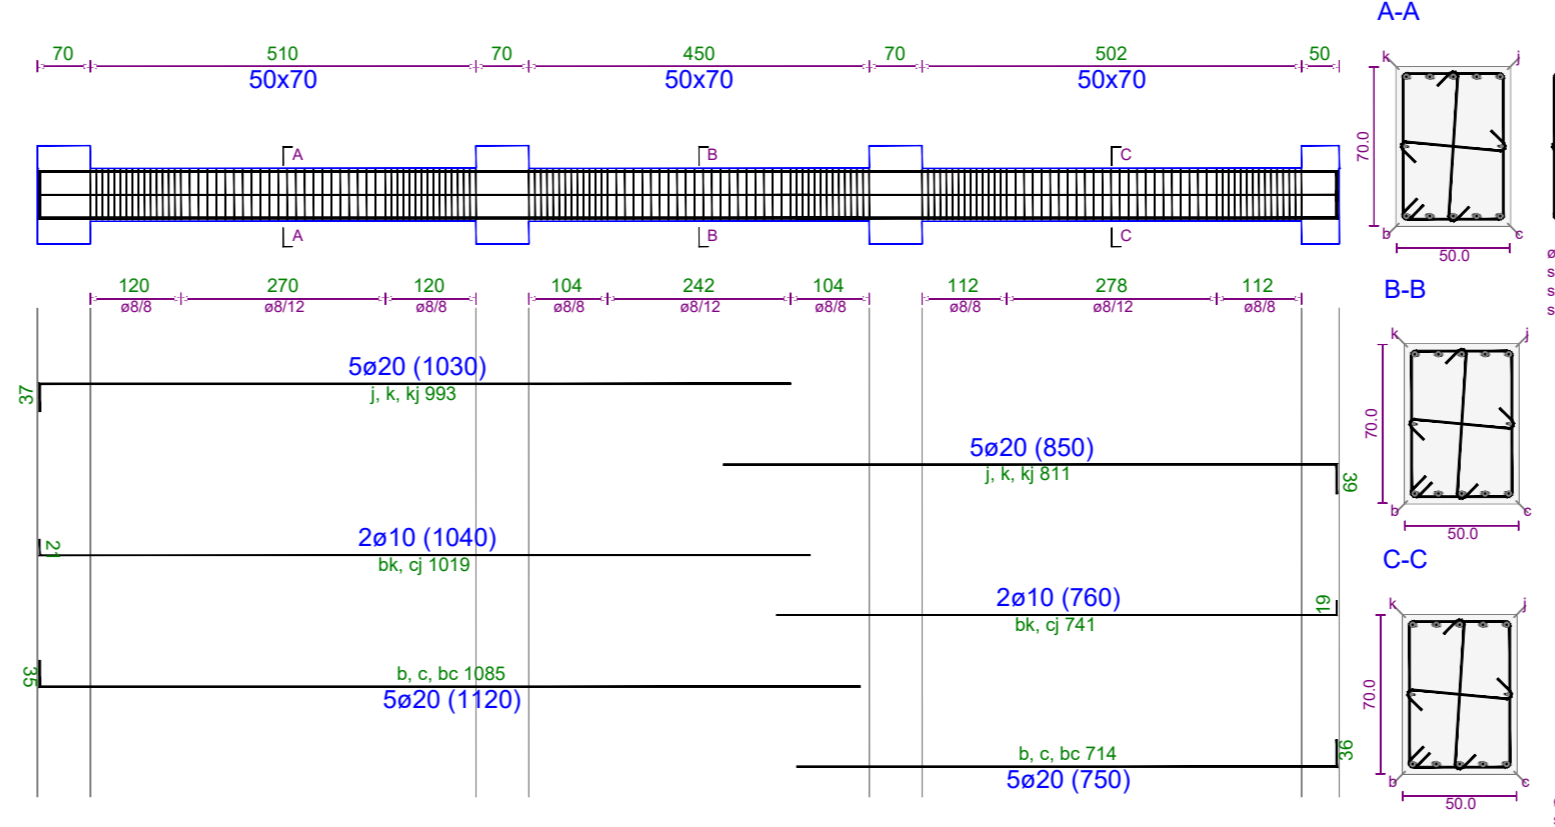 A-A
70 510 70 450 70 502 50
50x70 50x70 50x70
k j
A B C
70.0
A B C
b c
50.0
ø
s
s
s
120 270 120 104 242 104 112 278 112
ø8/8 ø8/12 ø8/8 ø8/8 ø8/12 ø8/8 ø8/8 ø8/12 ø8/8
B-B
k j
5ø20 (1030)
37
j, k, kj 993
70.0
5ø20 (850)
j, k, kj 811
39
b c
50.0
2ø10 (1040)
21
bk, cj 1019
C-C
2ø10 (760)
19
bk, cj 741
k j
b, c, bc 1085
35
5ø20 (1120)
70.0
b, c, bc 714
36
5ø20 (750)
b c
50.0